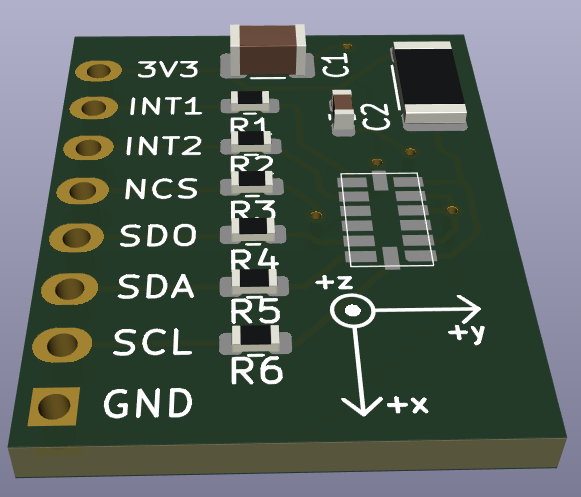 3V3
C1
INT1
C2
R1
INT2
R2
NCS
R3
SDO
R4
SDA
+z
R5
+y
SCL
R6
GND
+x